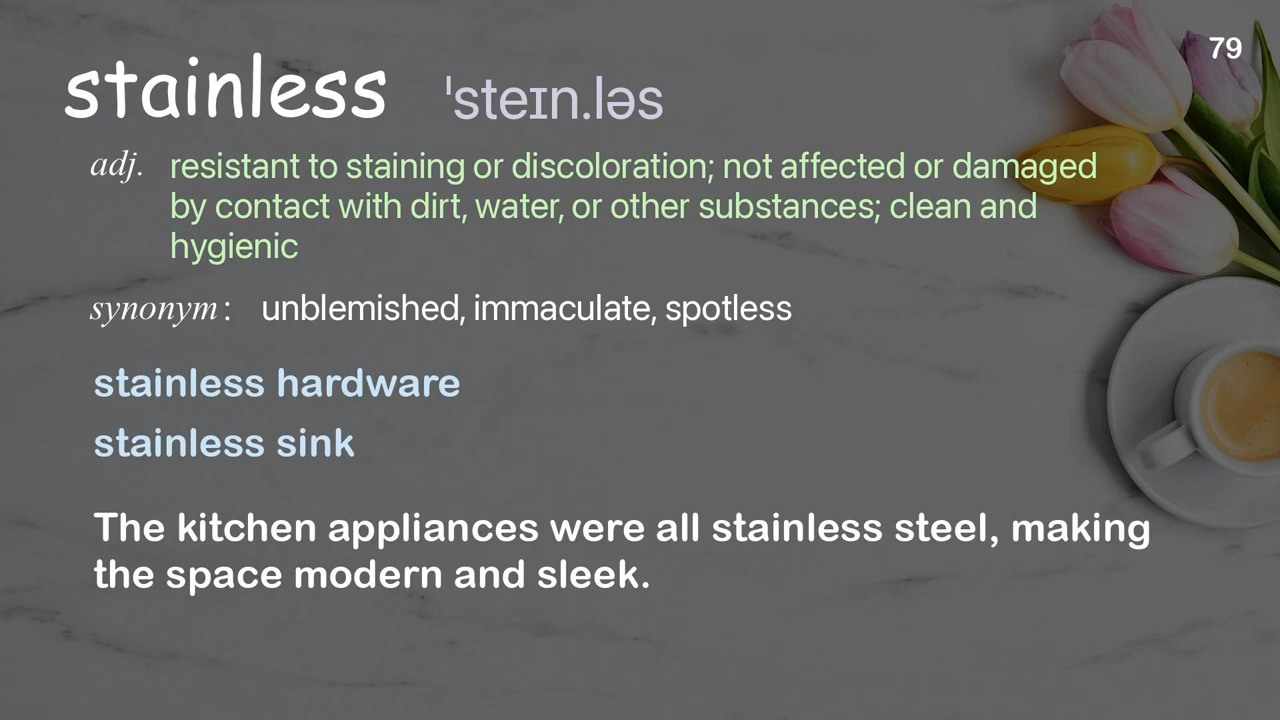 79
stainless ˈsteɪn.ləs
adj. resistant to staining or discoloration; not affected or damaged
by contact with dirt, water, or other substances; clean and
hygienic
synonym: unblemished, immaculate, spotless
stainless hardware
stainless sink
The kitchen appliances were all stainless steel, making
the space modern and sleek.